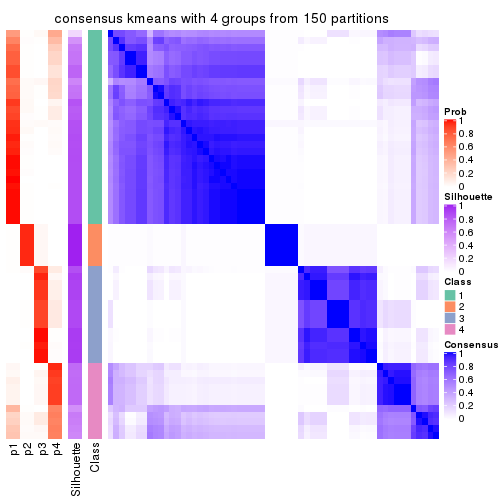 consensus kmeans with 4 groups from 150 partitions
Prob
1
0.8
0.6
0.4
0.2
0
Silhouette
1
0.8
0.6
0.4
0.2
0
Class
1
2
3
4
Consensus
1
0.8
0.6
0.4
0.2
0
p1
p2
p3
p4
Silhouette
Class